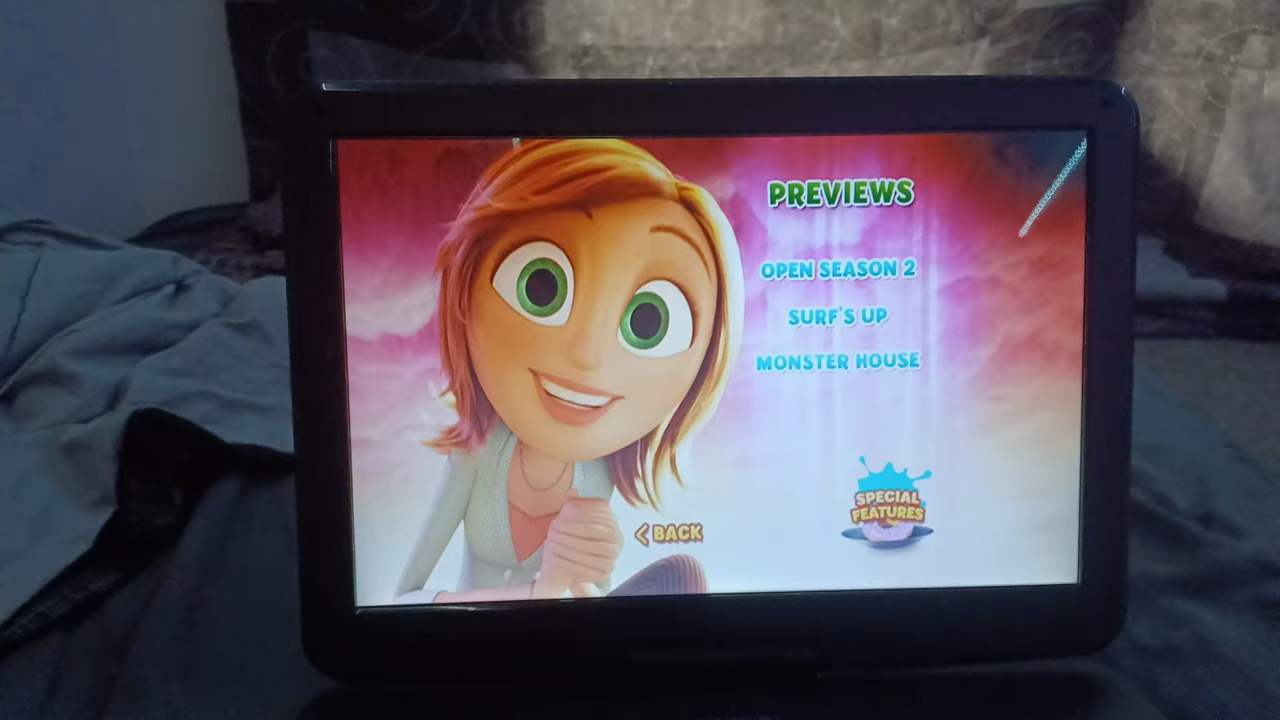 PREVIEWS
OPEN SEASON 2
SURF'S UP
MONSTER HOUSE
SPECIAL
FEATURES
< BACK